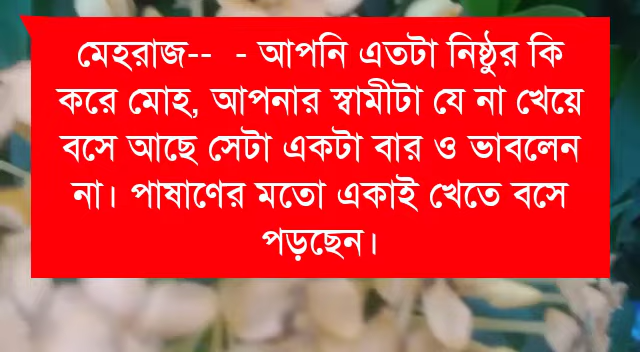 মেহরাজ-- - আপনি এতটা নিষ্ঠুর কি
করে মোহ, আপনার স্বামীটা যে না খেয়ে
বসে আছে সেটা একটা বার ও ভাবলেন
না। পাষাণের মতো একাই খেতে বসে
পড়ছেন।